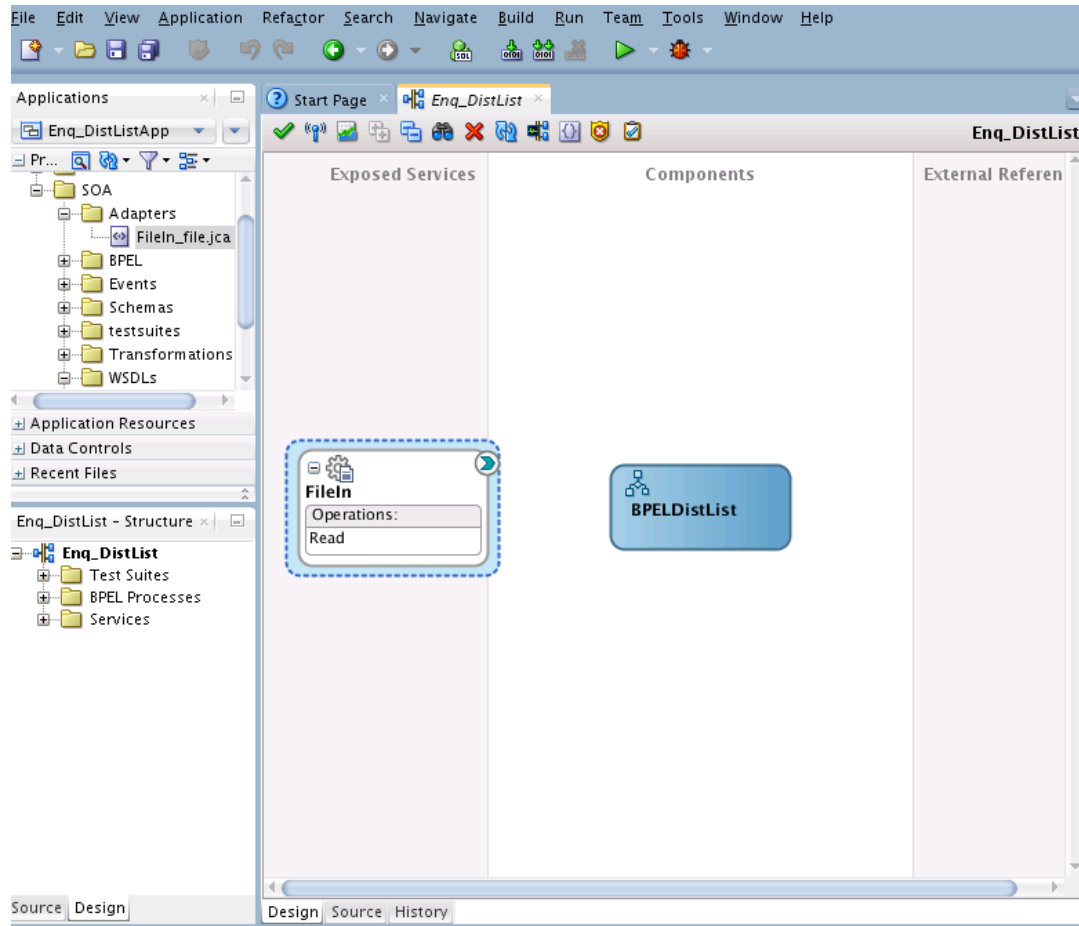 File Edit View Application Refactor Search Navigate Build Run Team Tools Window Help
SQL
Applications
Start Page
Enq_DistList
Enq_DistListApp
Enq_DistList
Pr...
SOA
Adapters
FileIn_file.jca
BPEL
Events
Schemas
testsuites
Transformations
WSDLs
Application Resources
Data Controls
Recent Files
Enq_DistList - Structure
Enq_DistList
Test Suites
BPEL Processes
Services
Source Design
Exposed Services
Components
External Referen
FileIn
Operations:
Read
BPELDistList
Design Source History